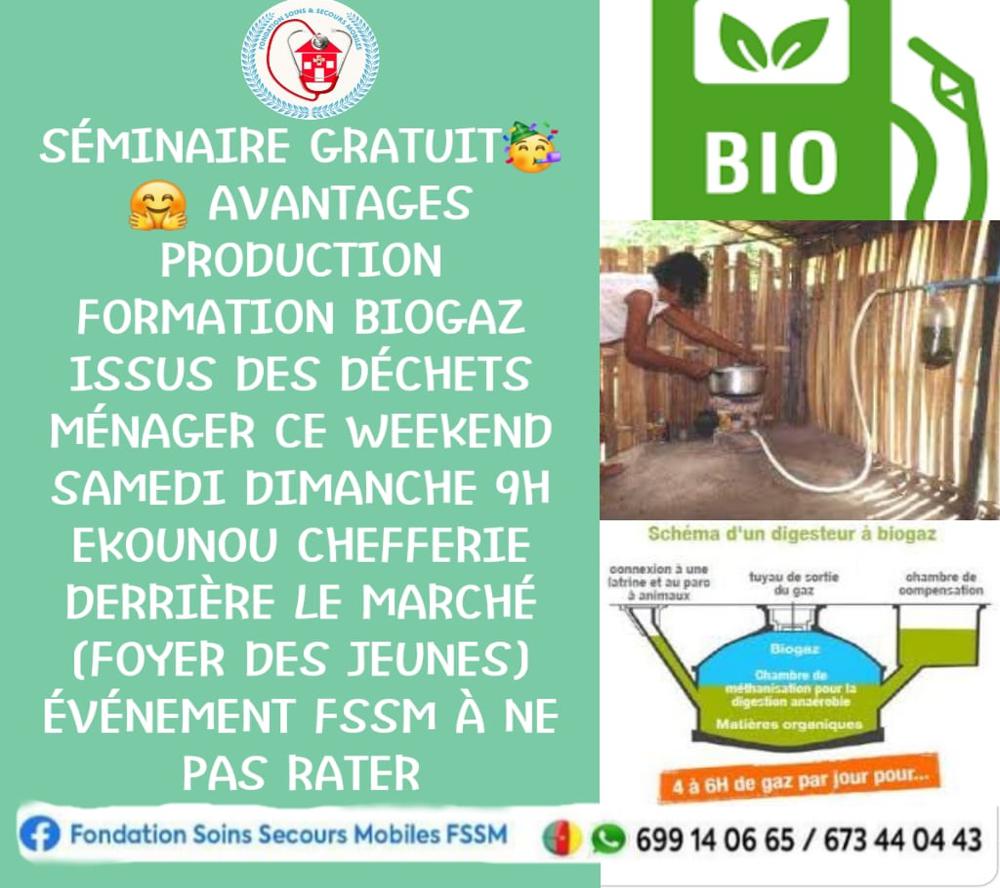 FONDATION SOINS & SECOURS MOBILES
SÉMINAIRE GRATUIT🥳
🤗 AVANTAGES
PRODUCTION
FORMATION BIOGAZ
ISSUS DES DÉCHETS
MÉNAGER CE WEEKEND
SAMEDI DIMANCHE 9H
EKOUNOU CHEFFERIE
DERRIÈRE LE MARCHÉ
(FOYER DES JEUNES)
ÉVÉNEMENT FSSM À NE
PAS RATER
BIO
Schéma d'un digesteur à biogaz
connexion à une
latrine et au parc
à animaux
tuyau de sortie
du gaz
chambre de
compensation
Biogaz
Chambre de
méthanisation pour la
digestion anaérobie
Matières organiques
4 à 6H de gaz par jour pour...
Fondation Soins Secours Mobiles FSSM
699 14 06 65 / 673 44 04 43